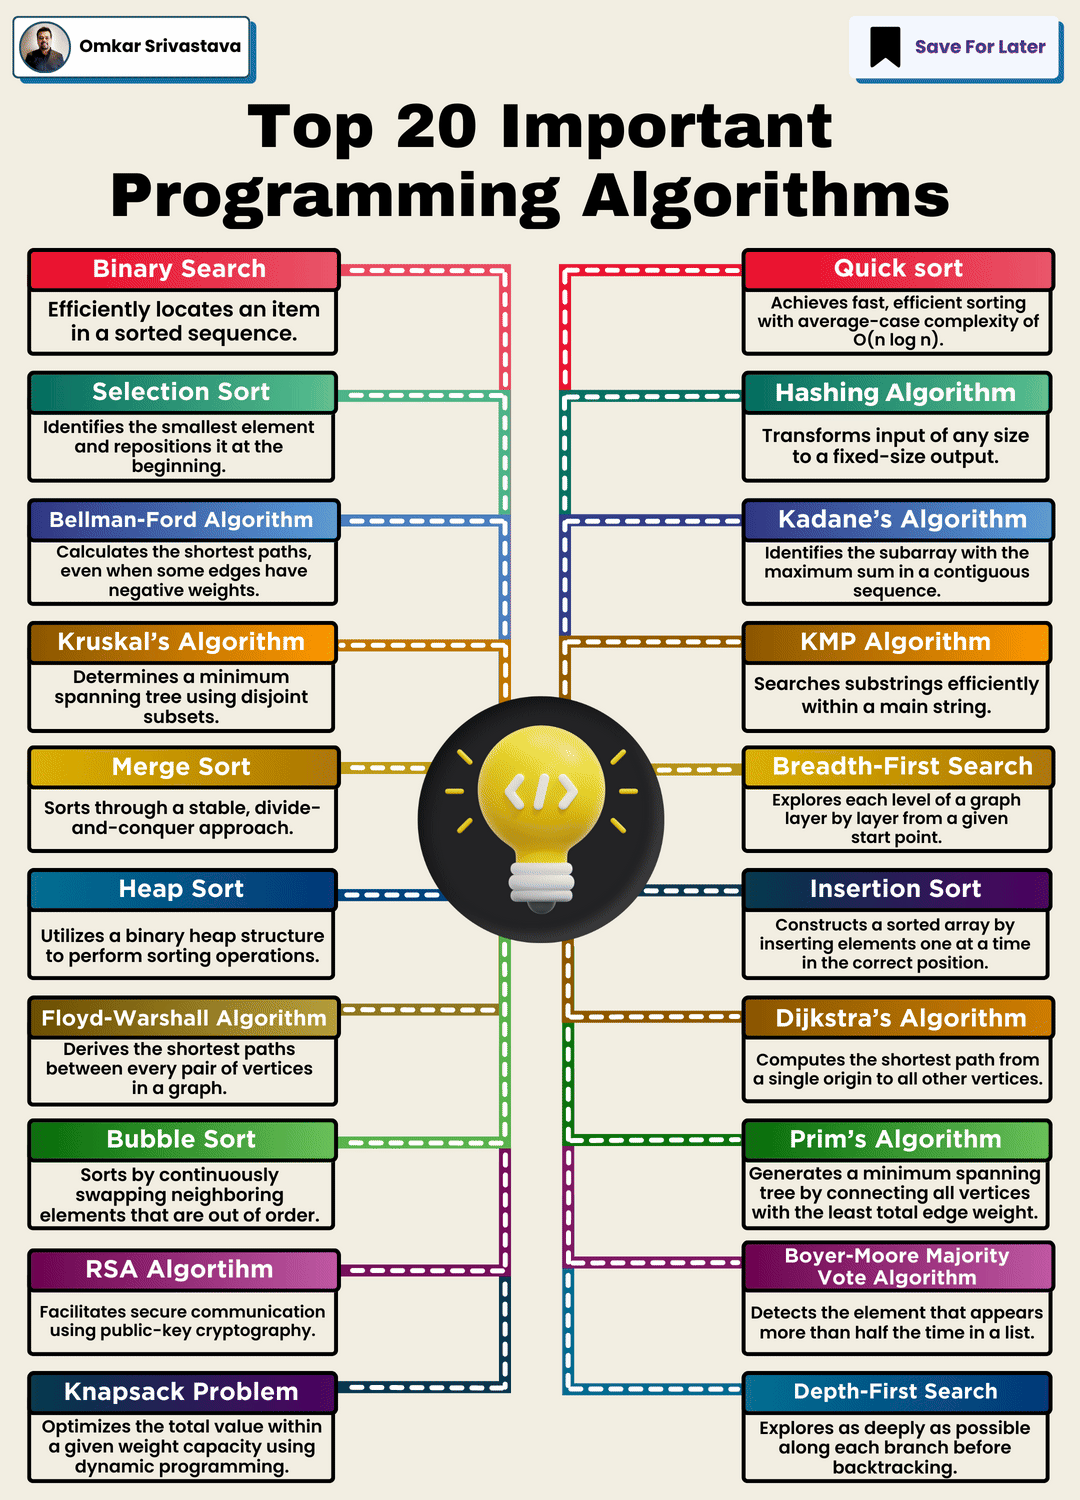 Omkar Srivastava
Save For Later
Top 20 Important
Programming Algorithms
Binary Search
Efficiently locates an item
in a sorted sequence.
Selection Sort
Identifies the smallest element
and repositions it at the
beginning.
Bellman-Ford Algorithm
Calculates the shortest paths,
even when some edges have
negative weights.
Kruskal's Algorithm
Determines a minimum
spanning tree using disjoint
subsets.
Merge Sort
Sorts through a stable, divide-
and-conquer approach.
Heap Sort
Utilizes a binary heap structure
to perform sorting operations.
Floyd-Warshall Algorithm
Derives the shortest paths
between every pair of vertices
in a graph.
Bubble Sort
Sorts by continuously
swapping neighboring
elements that are out of order.
RSA Algortihm
Facilitates secure communication
using public-key cryptography.
Knapsack Problem
Optimizes the total value within
a given weight capacity using
dynamic programming.
Quick sort
Achieves fast, efficient sorting
with average-case complexity of
O(n log n).
Hashing Algorithm
Transforms input of any size
to a fixed-size output.
Kadane's Algorithm
Identifies the subarray with the
maximum sum in a contiguous
sequence.
KMP Algorithm
Searches substrings efficiently
within a main string.
Breadth-First Search
Explores each level of a graph
layer by layer from a given
start point.
Insertion Sort
Constructs a sorted array by
inserting elements one at a time
in the correct position.
Dijkstra's Algorithm
Computes the shortest path from
a single origin to all other vertices.
Prim's Algorithm
Generates a minimum spanning
tree by connecting all vertices
with the least total edge weight.
Boyer-Moore Majority
Vote Algorithm
Detects the element that appears
more than half the time in a list.
Depth-First Search
Explores as deeply as possible
along each branch before
backtracking.